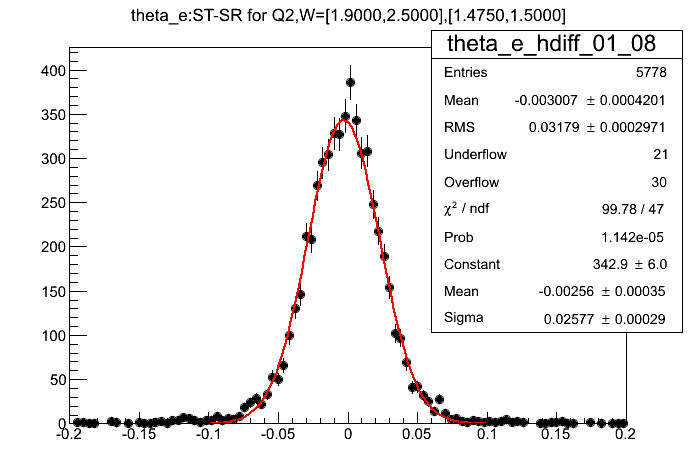 theta_e:ST-SR for Q2,W=[1.9000,2.5000],[1.4750,1.5000]
theta_e_hdiff_01_08
Entries 5778
Mean -0.003007 ± 0.0004201
RMS 0.03179 ± 0.0002971
Underflow 21
Overflow 30
χ² / ndf 99.78 / 47
Prob 1.142e-05
Constant 342.9 ± 6.0
Mean -0.00256 ± 0.00035
Sigma 0.02577 ± 0.00029
400
350
300
250
200
150
100
50
0
-0.2 -0.15 -0.1 -0.05 0 0.05 0.1 0.15 0.2